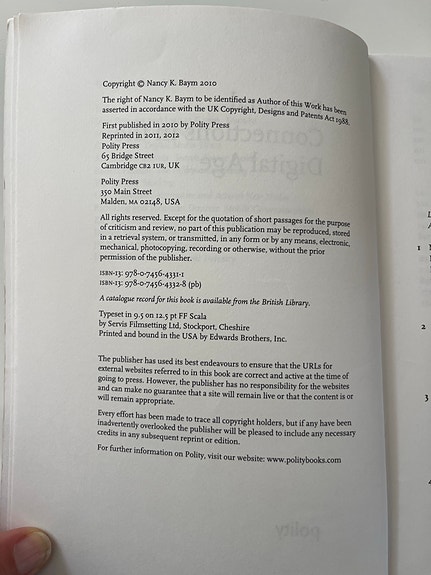 Copyright © Nancy K. Baym 2010
The right of Nancy K. Baym to be identified as Author of this Work has been
asserted in accordance with the UK Copyright, Designs and Patents Act 1988.
First published in 2010 by Polity Press
Reprinted in 2011, 2012
Polity Press
65 Bridge Street
Cambridge CB2 1UR, UK
Polity Press
350 Main Street
Malden, MA 02148, USA
All rights reserved. Except for the quotation of short passages for the purpose
of criticism and review, no part of this publication may be reproduced, stored
in a retrieval system, or transmitted, in any form or by any means, electronic,
mechanical, photocopying, recording or otherwise, without the prior
permission of the publisher.
ISBN-13: 978-0-7456-4331-1
ISBN-13: 978-0-7456-4332-8 (pb)
A catalogue record for this book is available from the British Library.
Typeset in 9.5 on 12.5 pt FF Scala
by Servis Filmsetting Ltd, Stockport, Cheshire
Printed and bound in the USA by Edwards Brothers, Inc.
The publisher has used its best endeavours to ensure that the URLs for
external websites referred to in this book are correct and active at the time of
going to press. However, the publisher has no responsibility for the websites
and can make no guarantee that a site will remain live or that the content is or
will remain appropriate.
Every effort has been made to trace all copyright holders, but if any have been
inadvertently overlooked the publisher will be pleased to include any necessary
credits in any subsequent reprint or edition.
For further information on Polity, visit our website: www.politybooks.com
1
2
3